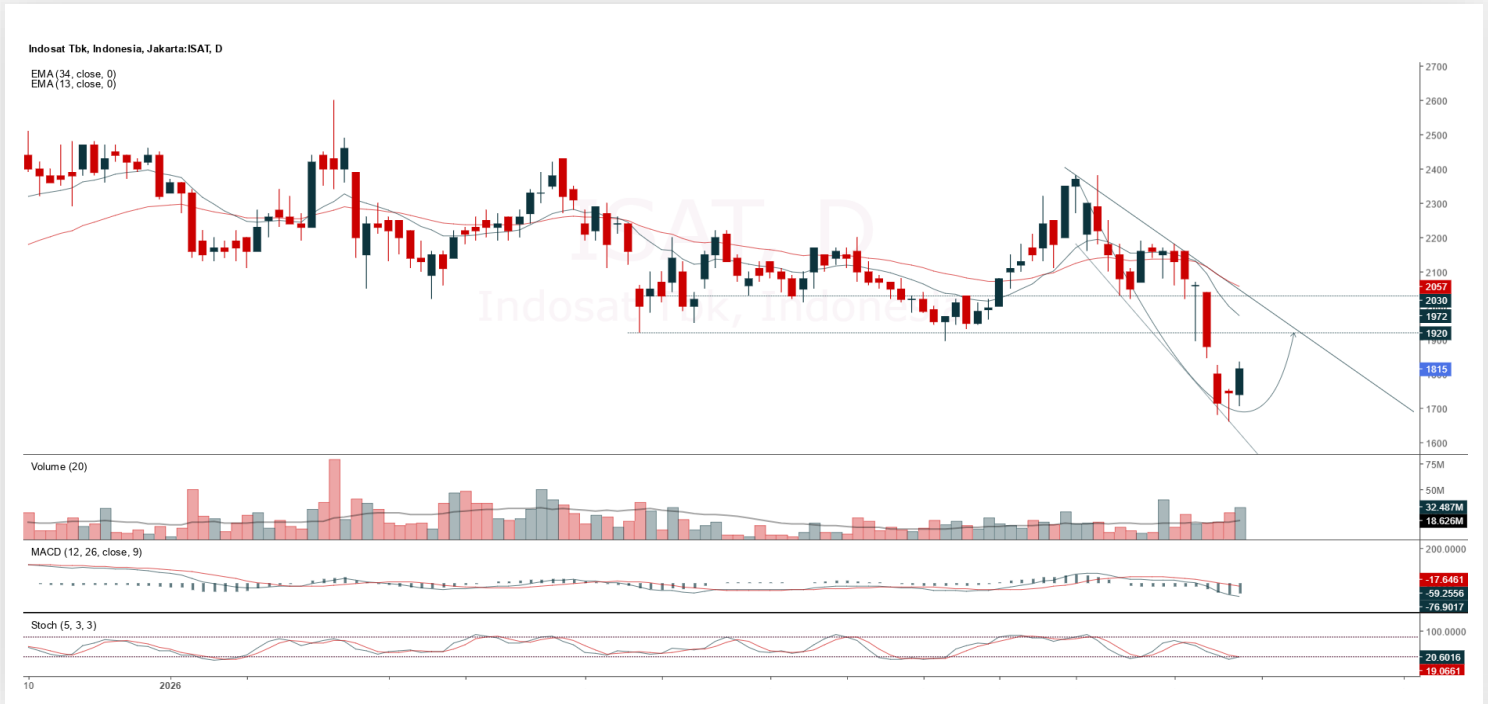 Indosat Tbk, Indonesia, Jakarta:ISAT, D
EMA (34, close, 0)
EMA (13, close, 0)
ISAT, D
Indosat Tbk, Indonesia
2700
2600
2500
2400
2300
2200
2100
2057
2030
1972
1920
1900
1815
1700
1600
Volume (20)
75M
50M
32.487M
18.626M
MACD (12, 26, close, 9)
200.0000
-17.6461
-59.2556
-76.9017
Stoch (5, 3, 3)
100.0000
20.6016
19.0661
10
2026